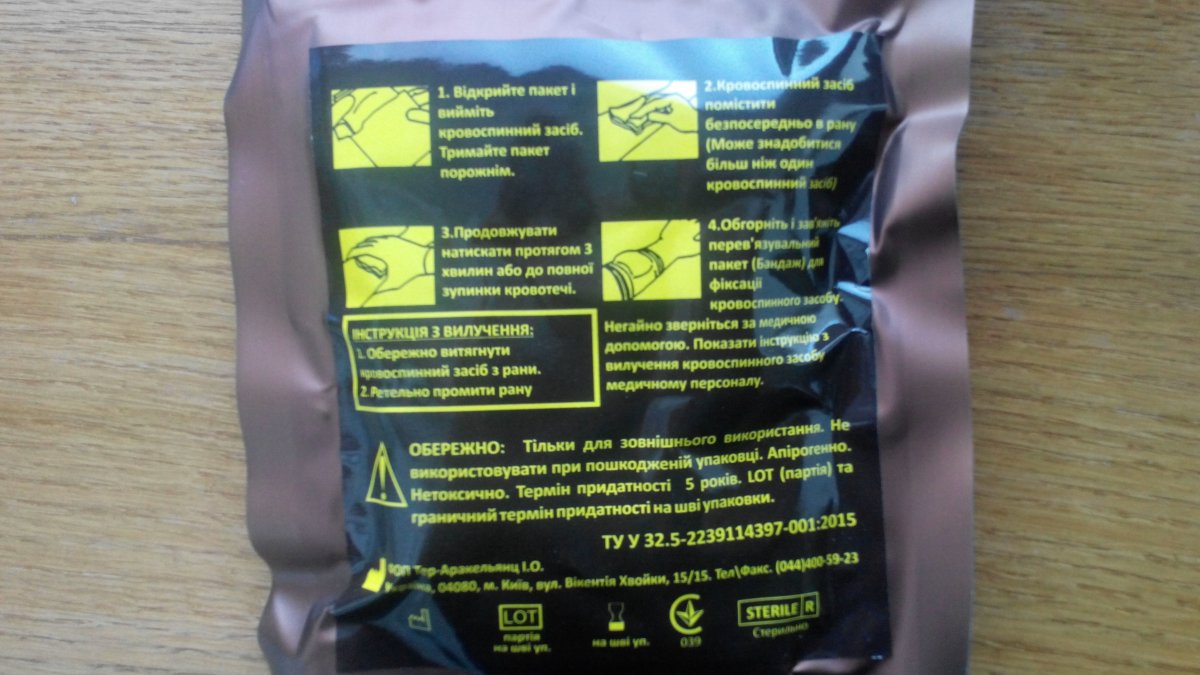 1. Відкрийте пакет і
вийміть
кровоспинний засіб.
Тримайте пакет
порожнім.
2.Кровоспинний засіб
помістити
безпосередньо в рану
(Може знадобитися
більш ніж один
кровоспинний засіб)
3.Продовжувати
натискати протягом 3
хвилин або до повної
зупинки кровотечі.
4.Обгорніть і зав'яжіть
перев'язувальний
пакет (Бандаж) для
фіксації
кровоспинного засобу.
ІНСТРУКЦІЯ З ВИЛУЧЕННЯ:
1. Обережно витягнути
кровоспинний засіб з рани.
2. Ретельно промити рану
Негайно зверніться за медичною
допомогою. Показати інструкцію з
вилучення кровоспинного засобу
медичному персоналу.
ОБЕРЕЖНО: Тільки для зовнішнього використання. Не
використовувати при пошкодженій упаковці. Апірогенно.
Нетоксично. Термін придатності 5 років. LOT (партія) та
граничний термін придатності на шві упаковки.
ТУ У 32.5-2239114397-001:2015
ФОП Тер-Аракельянц І.О.
Україна, 04080, м. Київ, вул. Вікентія Хвойки, 15/15. Тел\Факс. (044)400-59-23
LOT
партія
на шві уп.
на шві уп.
039
STERILE R
Стерильно